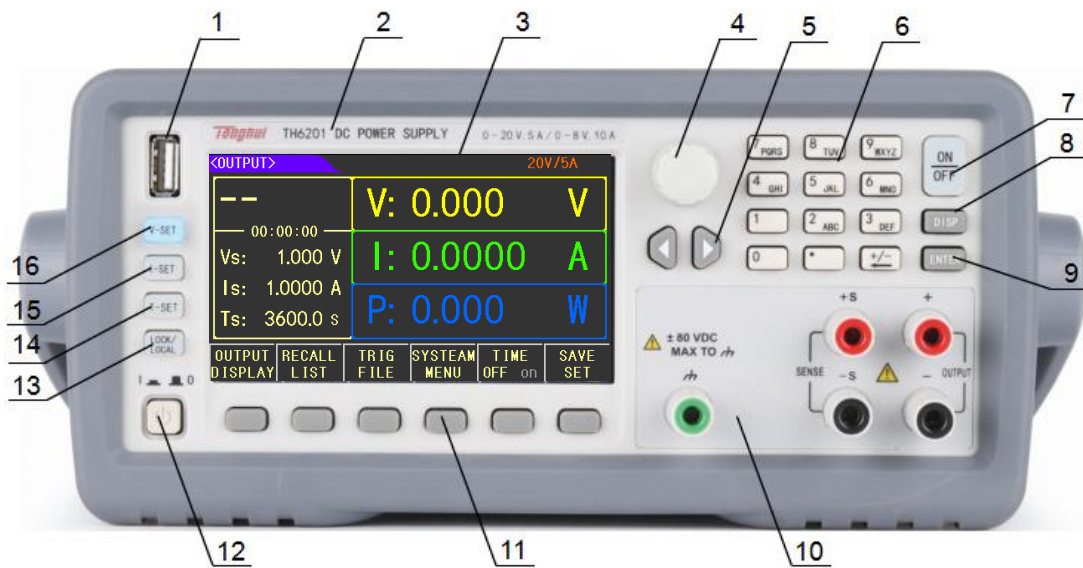 1 2 3 4 5 6
7
8
9
10
11
12
13
14
15
16
Tonghui TH6201 DC POWER SUPPLY 0-20V.5A/0-8V.10A
<OUTPUT> 20V/5A
--
00:00:00
Vs: 1.000 V
Is: 1.0000 A
Ts: 3600.0 s
V: 0.000 V
I: 0.0000 A
P: 0.000 W
OUTPUT DISPLAY
RECALL LIST
TRIG FILE
SYSTEAM MENU
TIME OFF on
SAVE SET
V-SET
I-SET
T-SET
LOCK/
LOCAL
I O
7 PQRS 8 TUV 9 WXYZ
4 GHI 5 JKL 6 MNO
1 2 ABC 3 DEF
0 • +/-
ON
OFF
DISP
ENTER
± 80 VDC
MAX TO
+S +
SENSE -S - OUTPUT